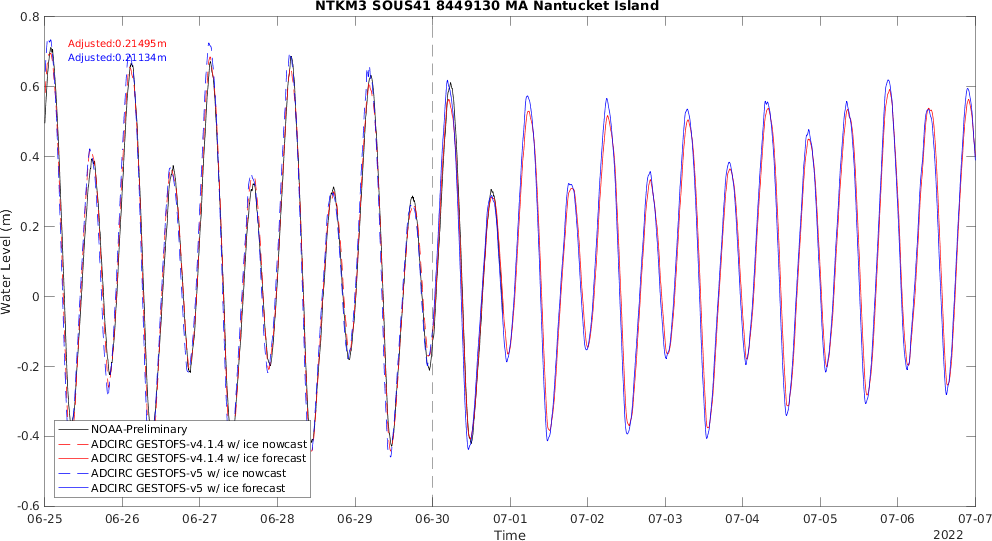 NTKM3 SOUS41 8449130 MA Nantucket Island
Adjusted:0.21495m
Adjusted:0.21134m
Water Level (m)
0.8
0.6
0.4
0.2
0
-0.2
-0.4
-0.6
NOAA-Preliminary
ADCIRC GESTOFS-v4.1.4 w/ ice nowcast
ADCIRC GESTOFS-v4.1.4 w/ ice forecast
ADCIRC GESTOFS-v5 w/ ice nowcast
ADCIRC GESTOFS-v5 w/ ice forecast
06-25 06-26 06-27 06-28 06-29 06-30 07-01 07-02 07-03 07-04 07-05 07-06 07-07
Time
2022